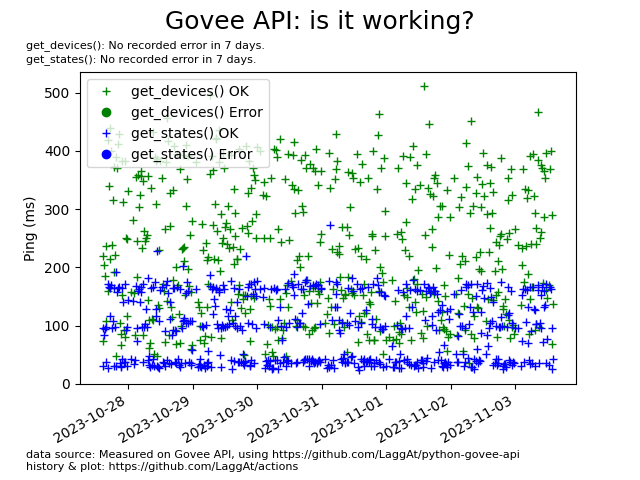 Govee API: is it working?
get_devices(): No recorded error in 7 days.
get_states(): No recorded error in 7 days.
get_devices() OK
get_devices() Error
get_states() OK
get_states() Error
Ping (ms)
500
400
300
200
100
0
2023-10-28
2023-10-29
2023-10-30
2023-10-31
2023-11-01
2023-11-02
2023-11-03
data source: Measured on Govee API, using https://github.com/LaggAt/python-govee-api
history & plot: https://github.com/LaggAt/actions